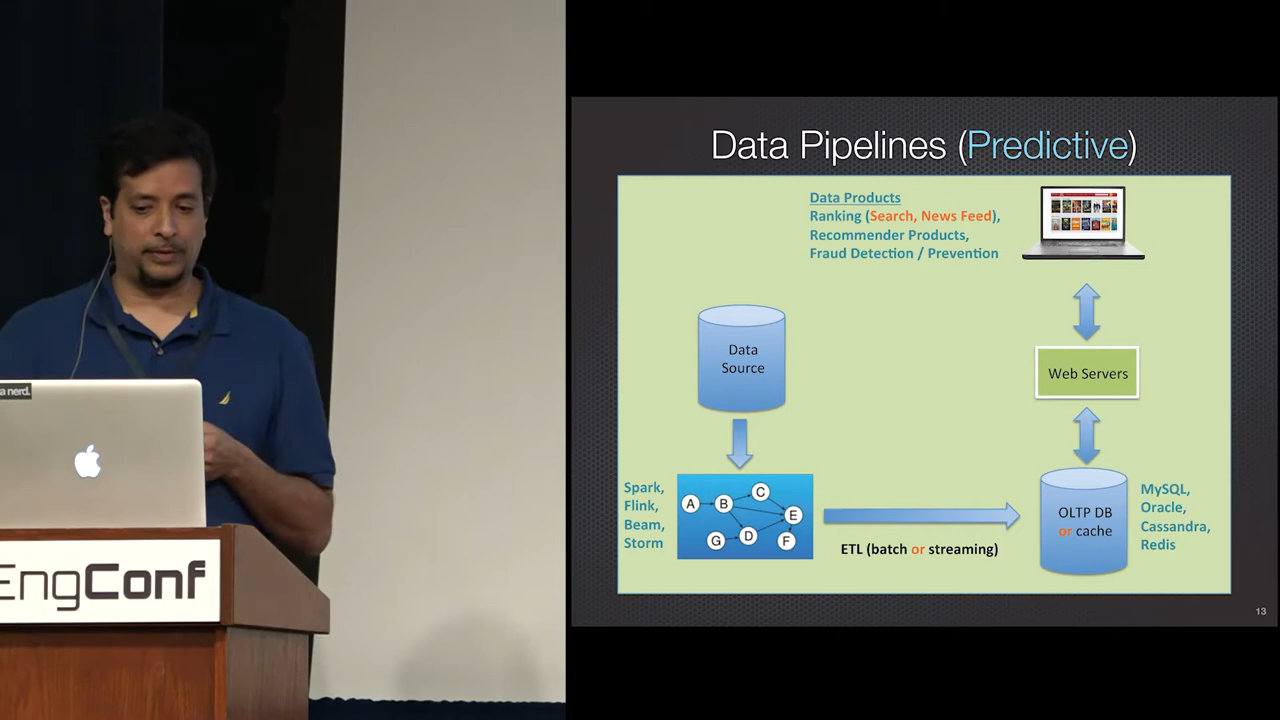 a nerd.
EngConf
Data Pipelines (Predictive)
Data Products
Ranking (Search, News Feed),
Recommender Products,
Fraud Detection / Prevention
Data
Source
Web Servers
Spark,
Flink,
Beam,
Storm
A
B
C
D
E
F
G
ETL (batch or streaming)
OLTP DB
or cache
MySQL,
Oracle,
Cassandra,
Redis
13